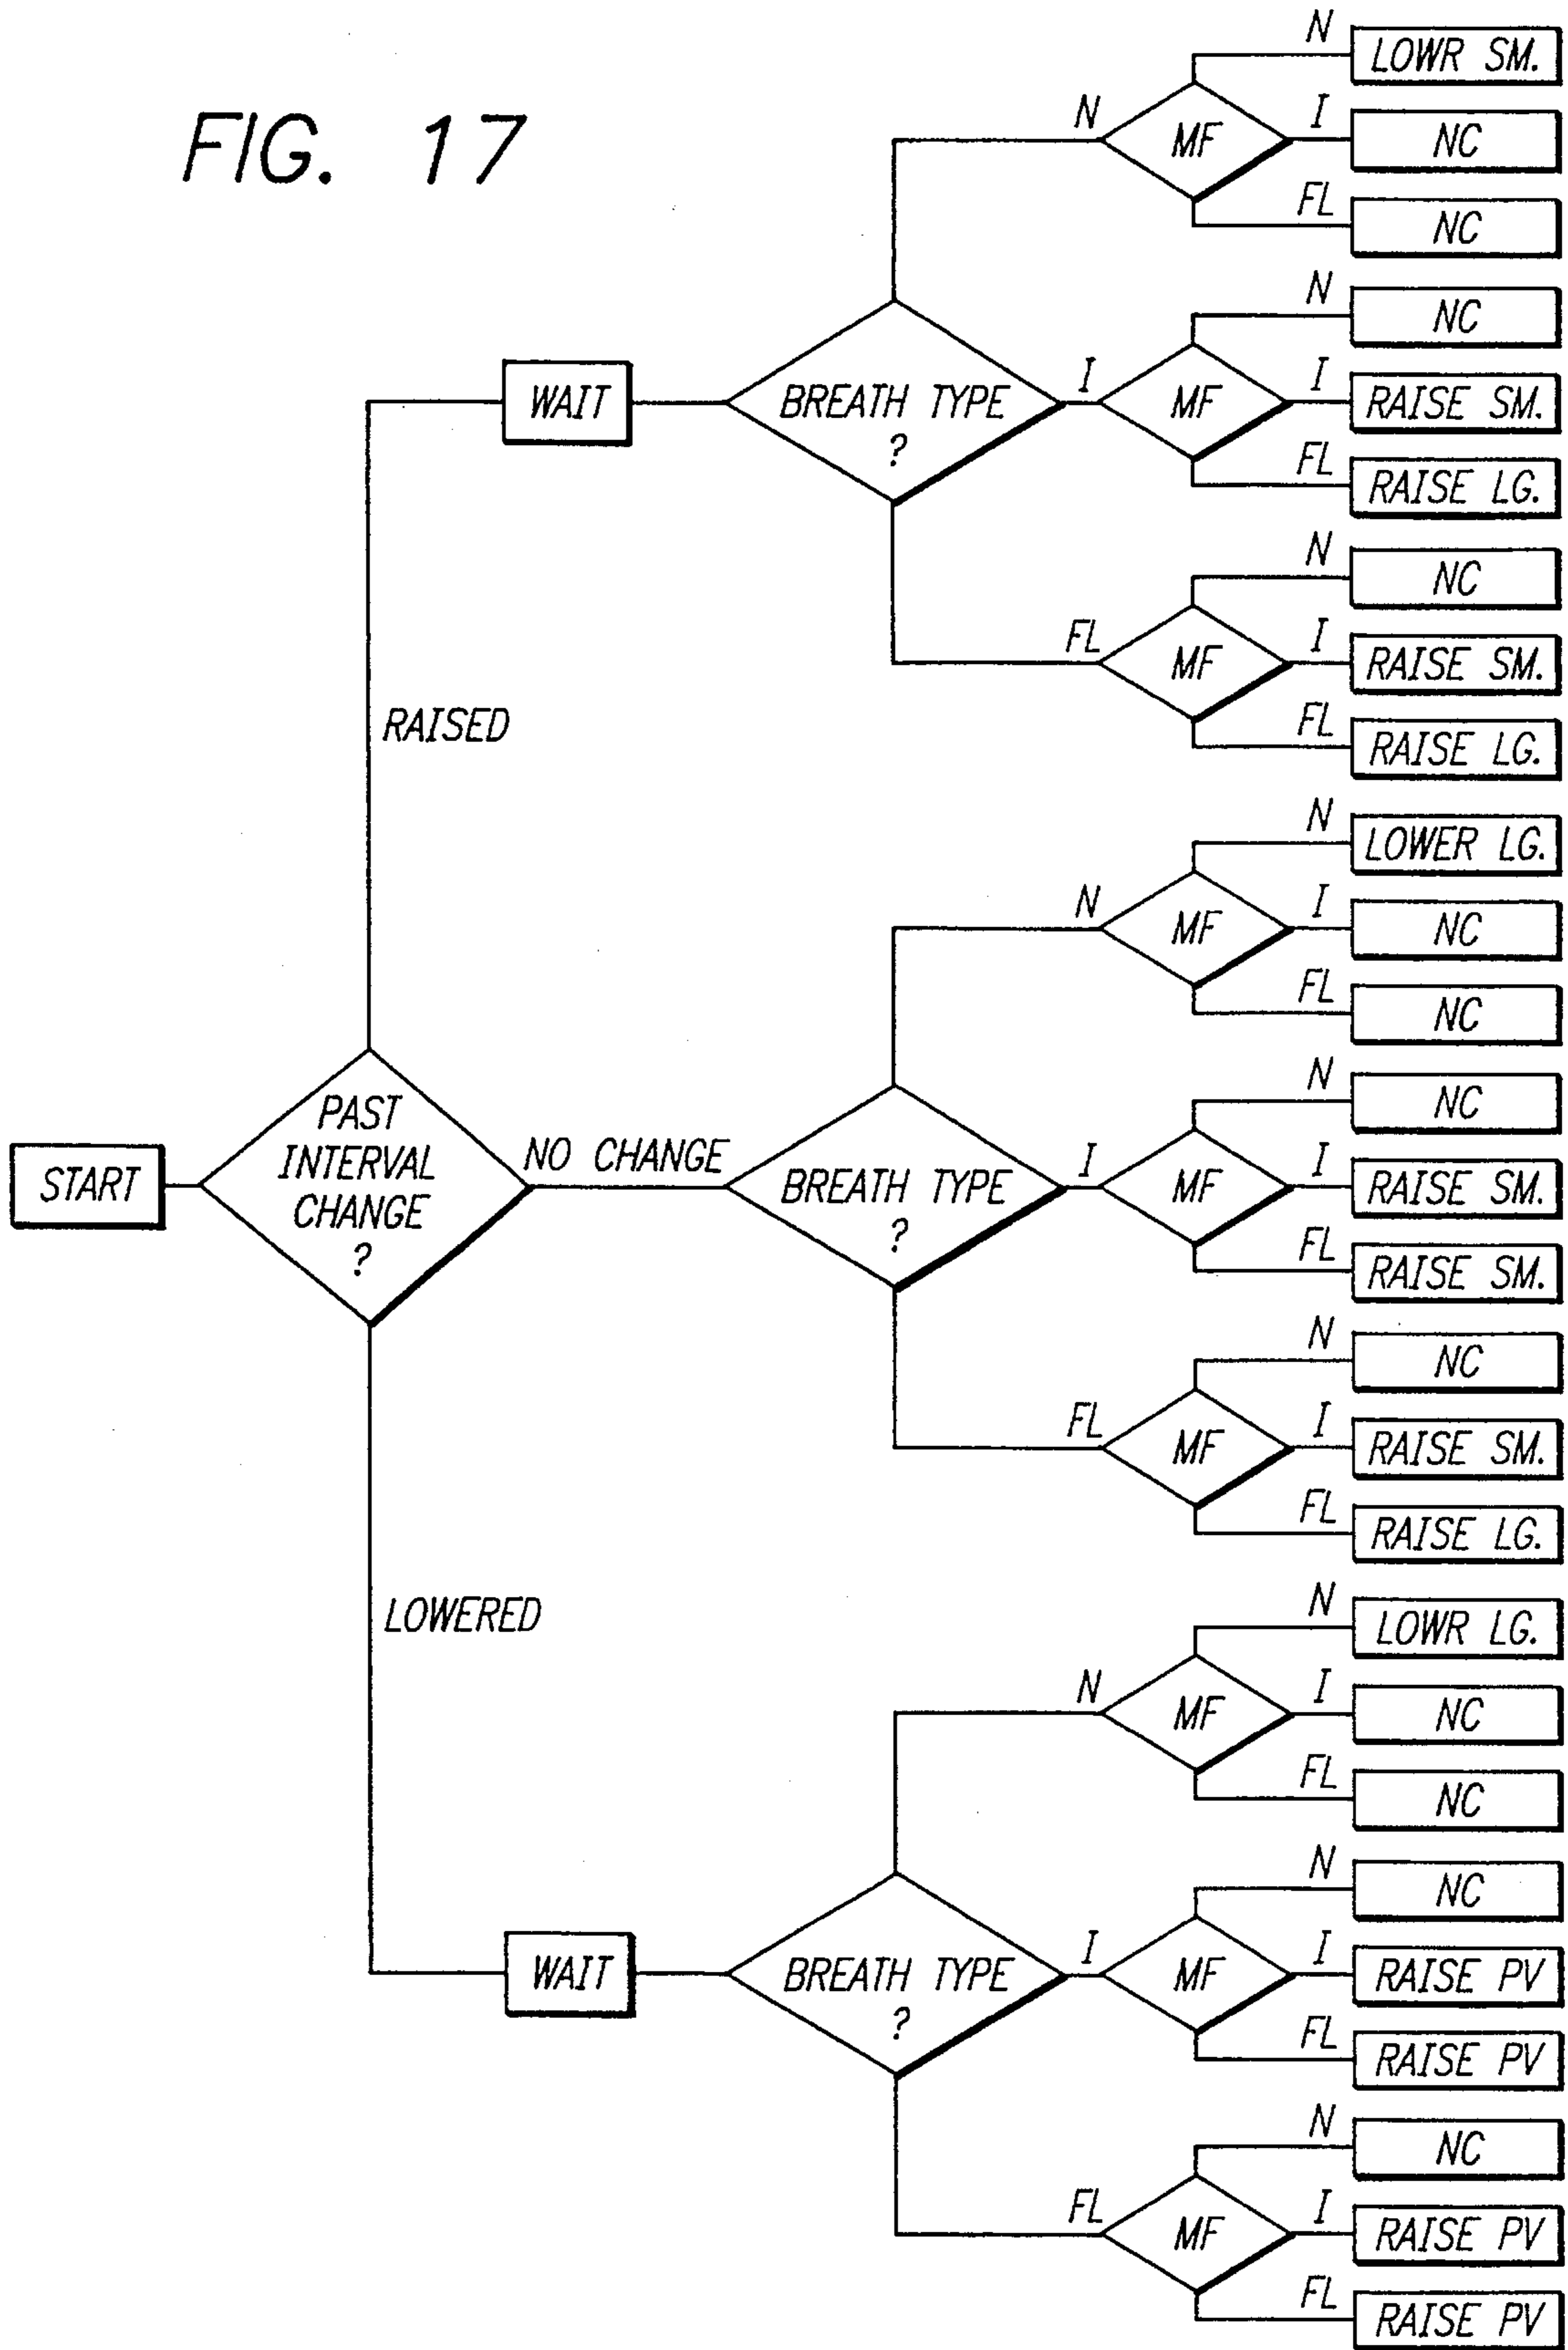 FIG. 17
START
PAST
INTERVAL
CHANGE
?
RAISED
NO CHANGE
LOWERED
WAIT
BREATH TYPE
?
N
MF
N
LOWR SM.
I
NC
FL
NC
I
MF
N
NC
I
RAISE SM.
FL
RAISE LG.
FL
MF
N
NC
I
RAISE SM.
FL
RAISE LG.
BREATH TYPE
?
N
MF
N
LOWER LG.
I
NC
FL
NC
I
MF
N
NC
I
RAISE SM.
FL
RAISE SM.
FL
MF
N
NC
I
RAISE SM.
FL
RAISE LG.
WAIT
BREATH TYPE
?
N
MF
N
LOWR LG.
I
NC
FL
NC
I
MF
N
NC
I
RAISE PV
FL
RAISE PV
FL
MF
N
NC
I
RAISE PV
FL
RAISE PV